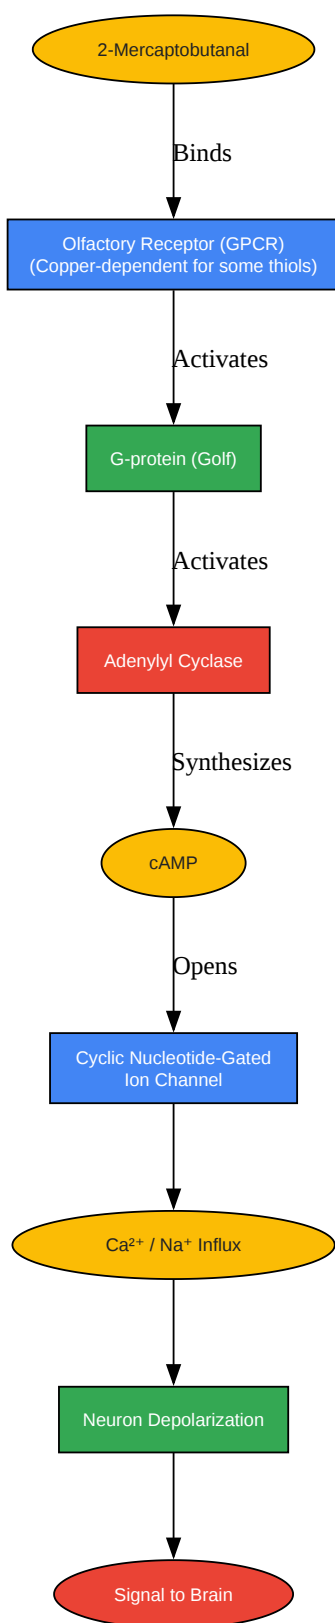 2-Mercaptobutanal
Binds
Olfactory Receptor (GPCR)
(Copper-dependent for some thiols)
Activates
G-protein (Golf)
Activates
Adenylyl Cyclase
Synthesizes
cAMP
Opens
Cyclic Nucleotide-Gated
Ion Channel
Ca²⁺ / Na⁺ Influx
Neuron Depolarization
Signal to Brain